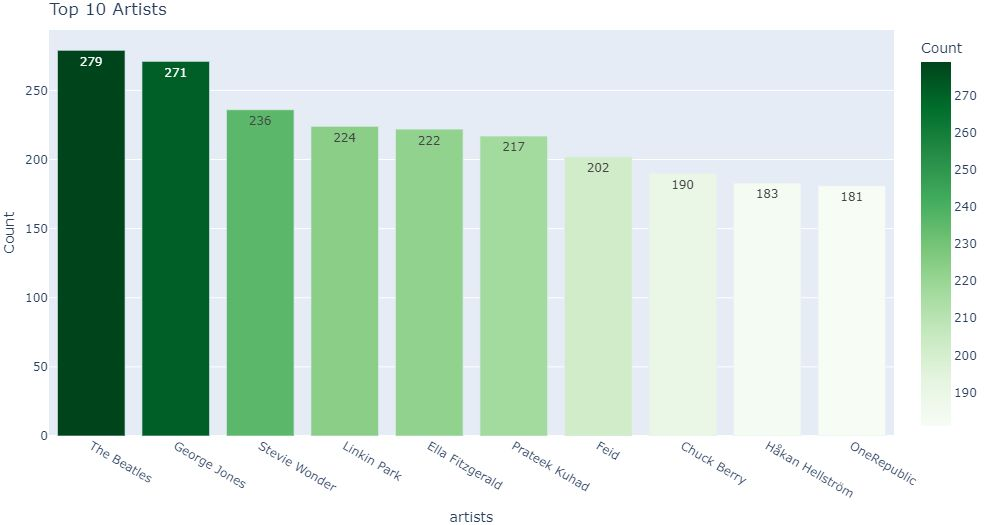 Top 10 Artists
Count
279
271
236
224
222
217
202
190
183
181
250
200
150
100
50
0
Count
270
260
250
240
230
220
210
200
190
The Beatles
George Jones
Stevie Wonder
Linkin Park
Ella Fitzgerald
Prateek Kuhad
Feid
Chuck Berry
Håkan Hellström
OneRepublic
artists